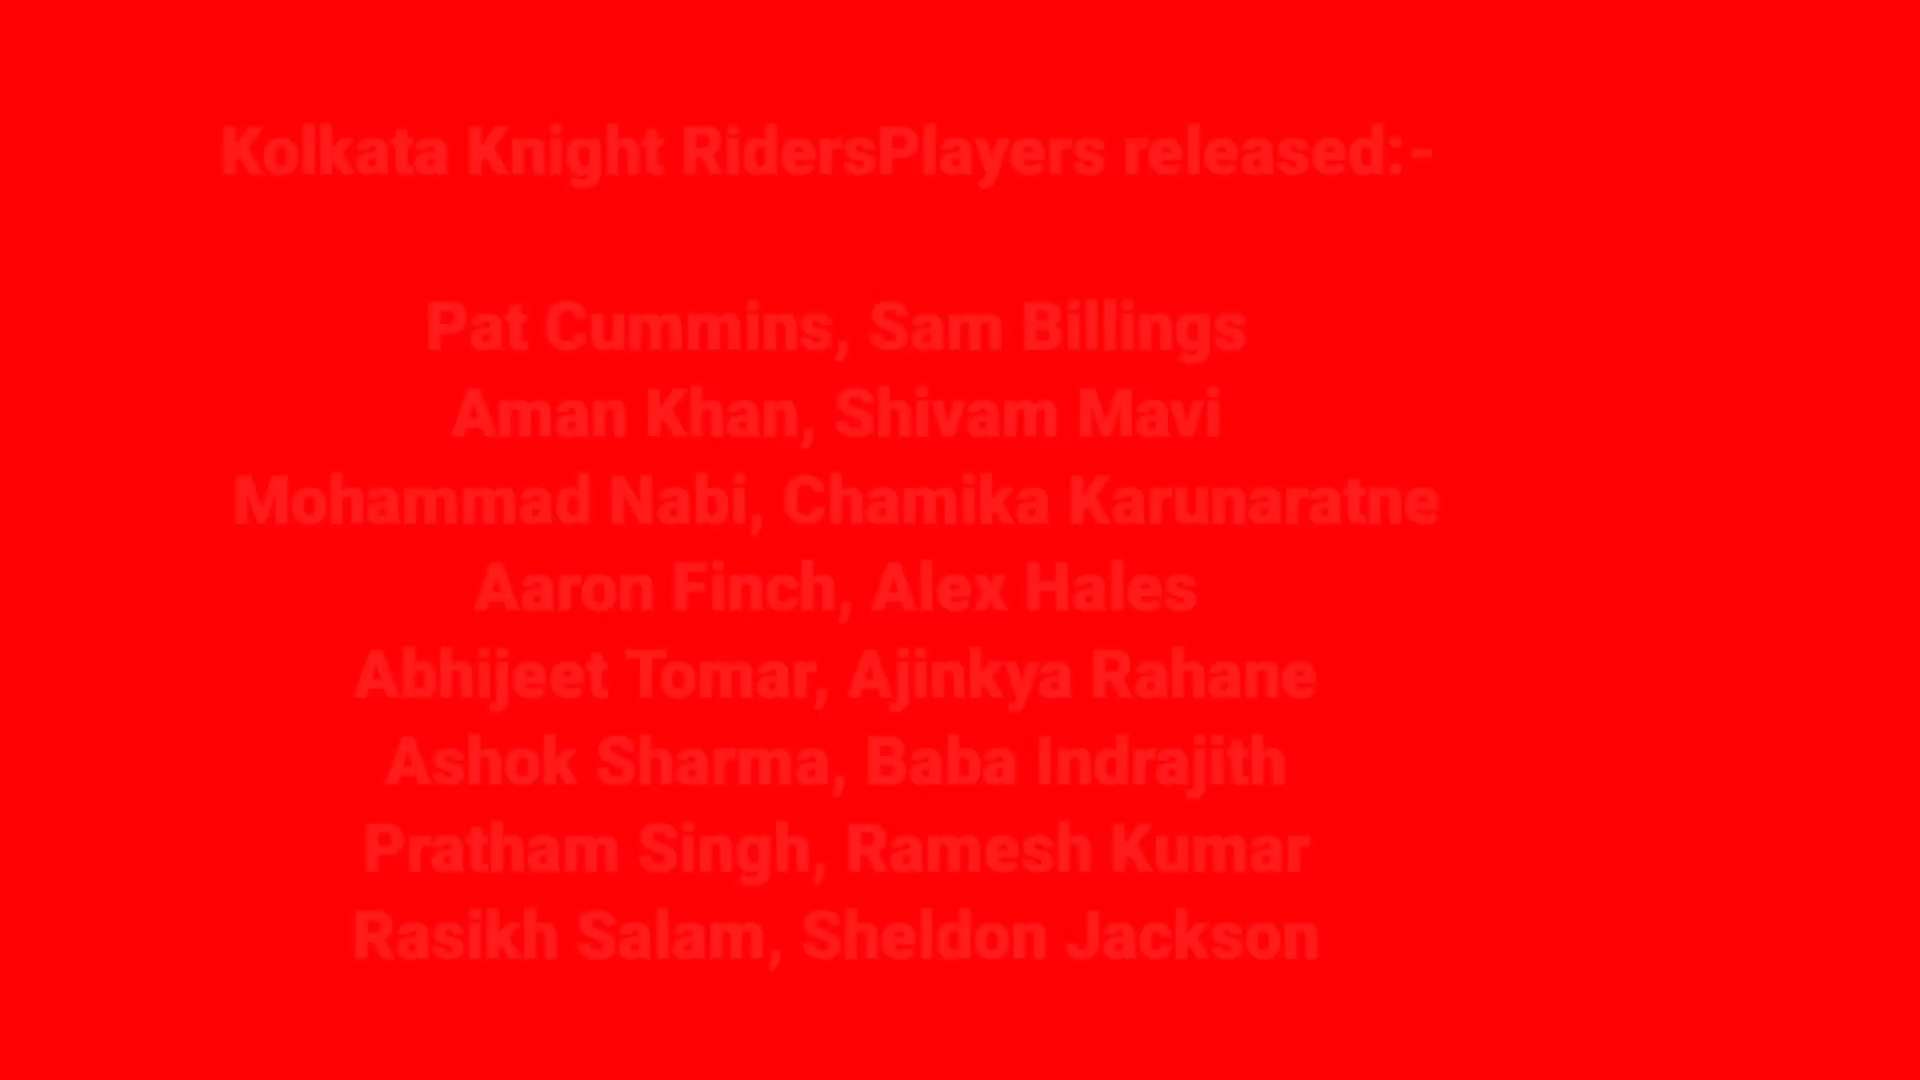 Kolkata Knight RidersPlayers released:-
Pat Cummins, Sam Billings
Aman Khan, Shivam Mavi
Mohammad Nabi, Chamika Karunaratne
Aaron Finch, Alex Hales
Abhijeet Tomar, Ajinkya Rahane
Ashok Sharma, Baba Indrajith
Pratham Singh, Ramesh Kumar
Rasikh Salam, Sheldon Jackson